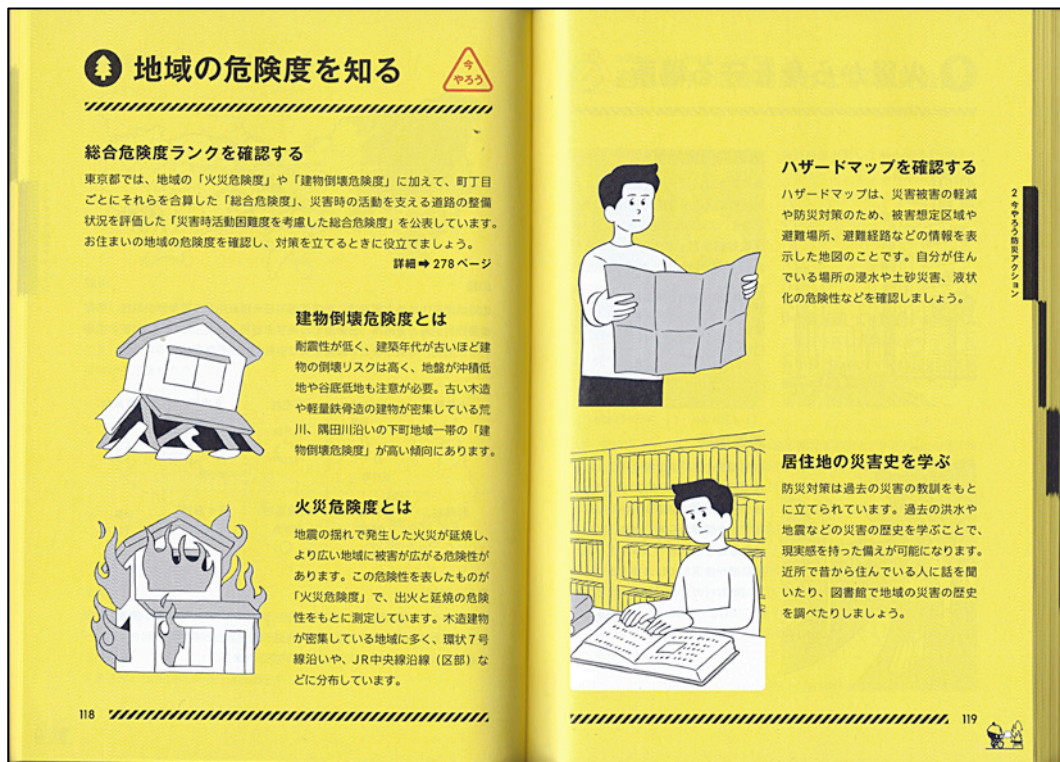 地域の危険度を知る
今
やろう
総合危険度ランクを確認する
東京都では、地域の「火災危険度」や「建物倒壊危険度」に加えて、町丁目
ごとにそれらを合算した「総合危険度」、災害時の活動を支える道路の整備
状況を評価した「災害時活動困難度を考慮した総合危険度」を公表しています。
お住まいの地域の危険度を確認し、対策を立てるときに役立てましょう。
詳細➡278ページ
建物倒壊危険度とは
耐震性が低く、建築年代が古いほど建
物の倒壊リスクは高く、地盤が沖積低
地や谷底低地も注意が必要。古い木造
や軽量鉄骨造の建物が密集している荒
川、隅田川沿いの下町地域一帯の「建
物倒壊危険度」が高い傾向にあります。
火災危険度とは
地震の揺れで発生した火災が延焼し、
より広い地域に被害が広がる危険性が
あります。この危険性を表したものが
「火災危険度」で、出火と延焼の危険
性をもとに測定しています。木造建物
が密集している地域に多く、環状7号
線沿いや、JR中央線沿線（区部）な
どに分布しています。
118
ハザードマップを確認する
ハザードマップは、災害被害の軽減
や防災対策のため、被害想定区域や
避難場所、避難経路などの情報を表
示した地図のことです。自分が住ん
でいる場所の浸水や土砂災害、液状
化の危険性などを確認しましょう。
居住地の災害史を学ぶ
防災対策は過去の災害の教訓をもと
に立てられています。過去の洪水や
地震などの災害の歴史を学ぶことで、
現実感を持った備えが可能になります。
近所で昔から住んでいる人に話を聞
いたり、図書館で地域の災害の歴史
を調べたりしましょう。
2 今やろう防災アクション
119